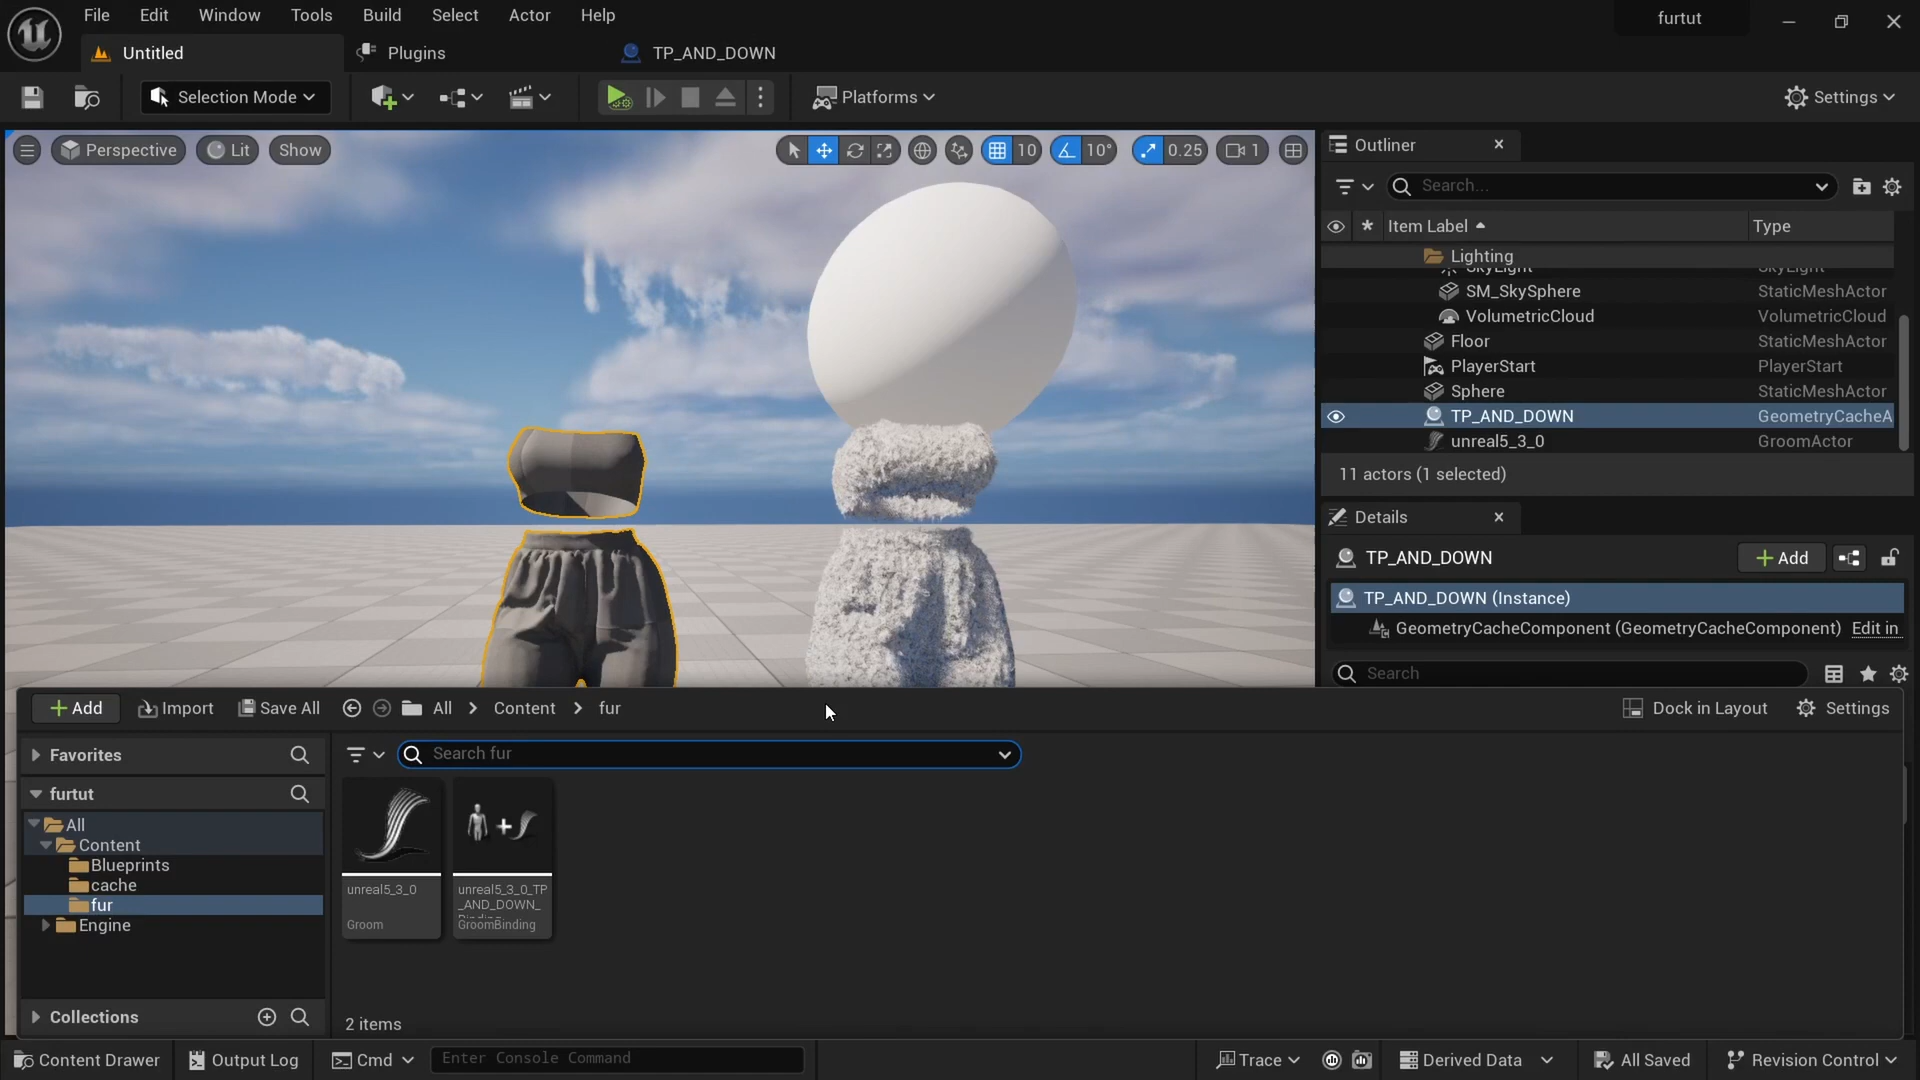 File Edit Window Tools Build Select Actor Help
furtut
Untitled Plugins TP_AND_DOWN
Selection Mode Platforms Settings
Perspective Lit Show 10 10° 0.25 1
Outliner
Search...
Item Label Type
Lighting
SkyLight SkyLight
SM_SkySphere StaticMeshActor
VolumetricCloud VolumetricCloud
Floor StaticMeshActor
PlayerStart PlayerStart
Sphere StaticMeshActor
TP_AND_DOWN GeometryCacheA
unreal5_3_0 GroomActor
11 actors (1 selected)
Details
TP_AND_DOWN Add
TP_AND_DOWN (Instance)
GeometryCacheComponent (GeometryCacheComponent) Edit in
Search
Add Import Save All All Content fur Dock in Layout Settings
Favorites
Search fur
furtut
All
Content
Blueprints
cache
fur
Engine
unreal5_3_0
Groom
unreal5_3_0_TP
_AND_DOWN_
Binding
GroomBinding
Collections
2 items
Content Drawer Output Log Cmd Enter Console Command Trace Derived Data All Saved Revision Control